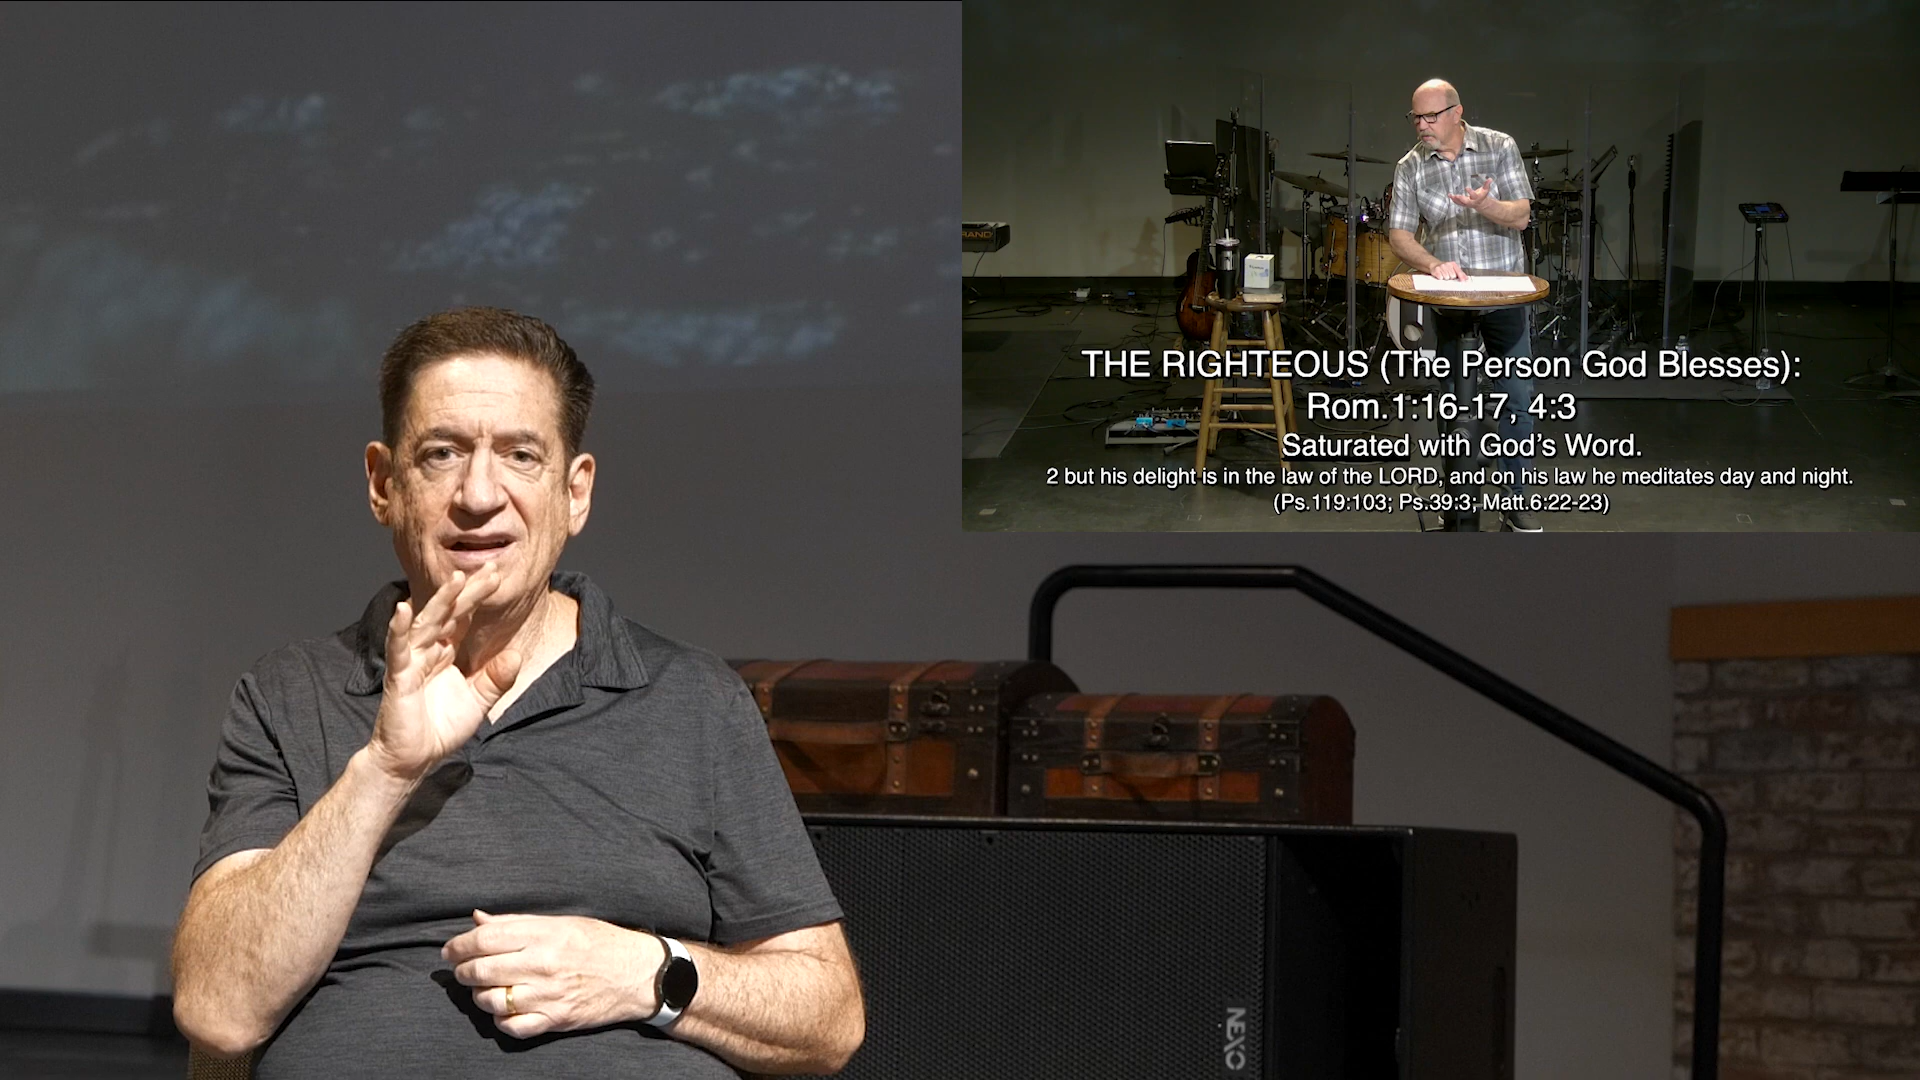 THE RIGHTEOUS (The Person God Blesses):
Rom.1:16-17, 4:3
Saturated with God's Word.
2 but his delight is in the law of the LORD, and on his law he meditates day and night.
(Ps.119:103; Ps.39:3; Matt.6:22-23)
NEXO